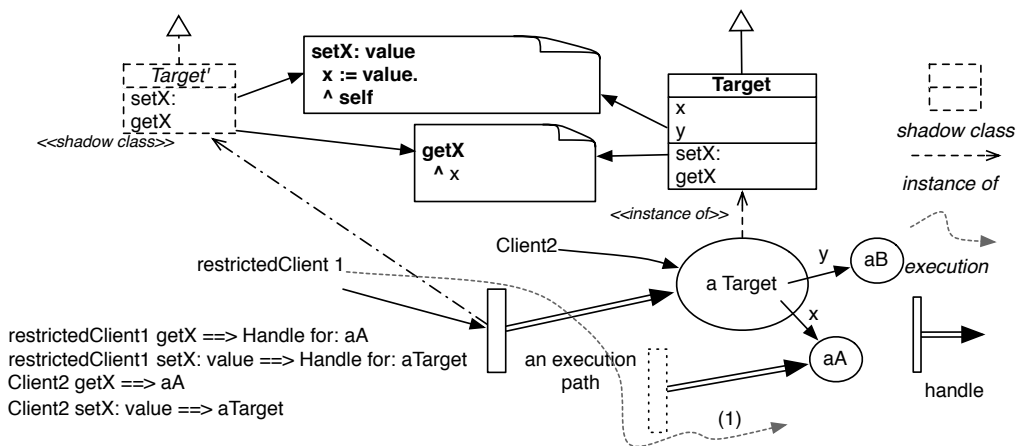 Target'
setX:
getX
<<shadow class>>
setX: value
x := value.
^ self
getX
^ x
Target
x
y
setX:
getX
<<instance of>>
shadow class
instance of
execution
handle
restrictedClient 1
Client2
a Target
y
aB
x
aA
an execution
path
(1)
restrictedClient1 getX ==> Handle for: aA
restrictedClient1 setX: value ==> Handle for: aTarget
Client2 getX ==> aA
Client2 setX: value ==> aTarget